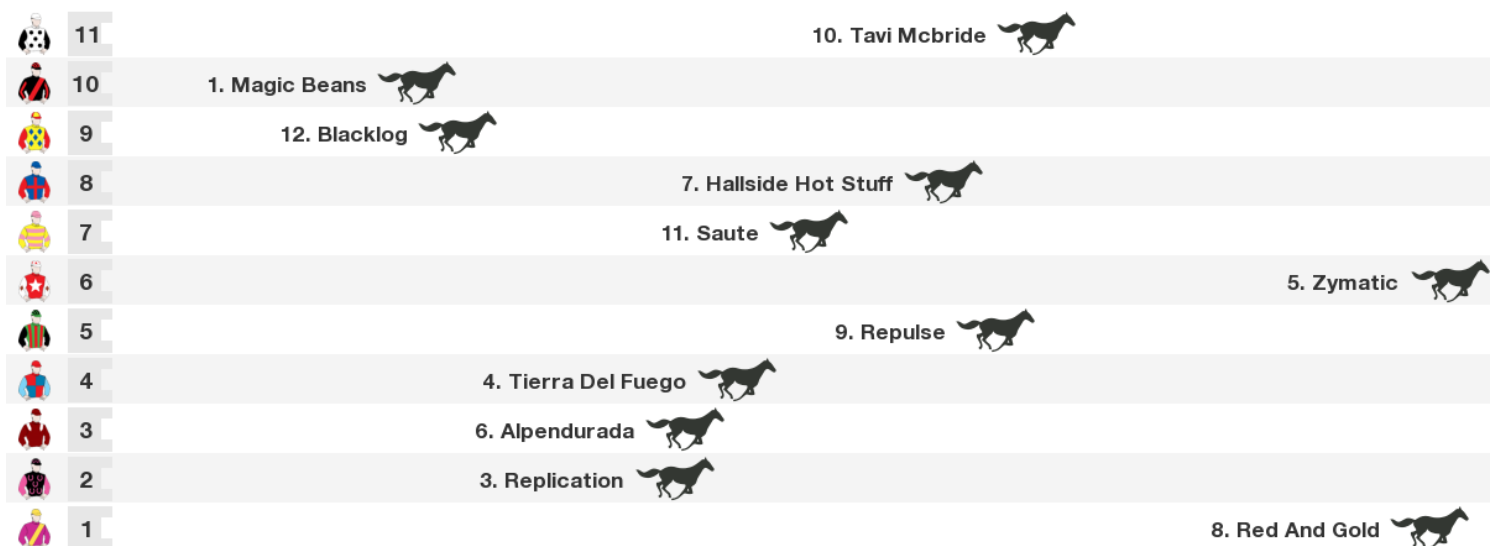 11 10. Tavi Mcbride
10 1. Magic Beans
9 12. Blacklog
8 7. Hallside Hot Stuff
7 11. Saute
6 5. Zymatic
5 9. Repulse
4 4. Tierra Del Fuego
3 6. Alpendurada
2 3. Replication
1 8. Red And Gold